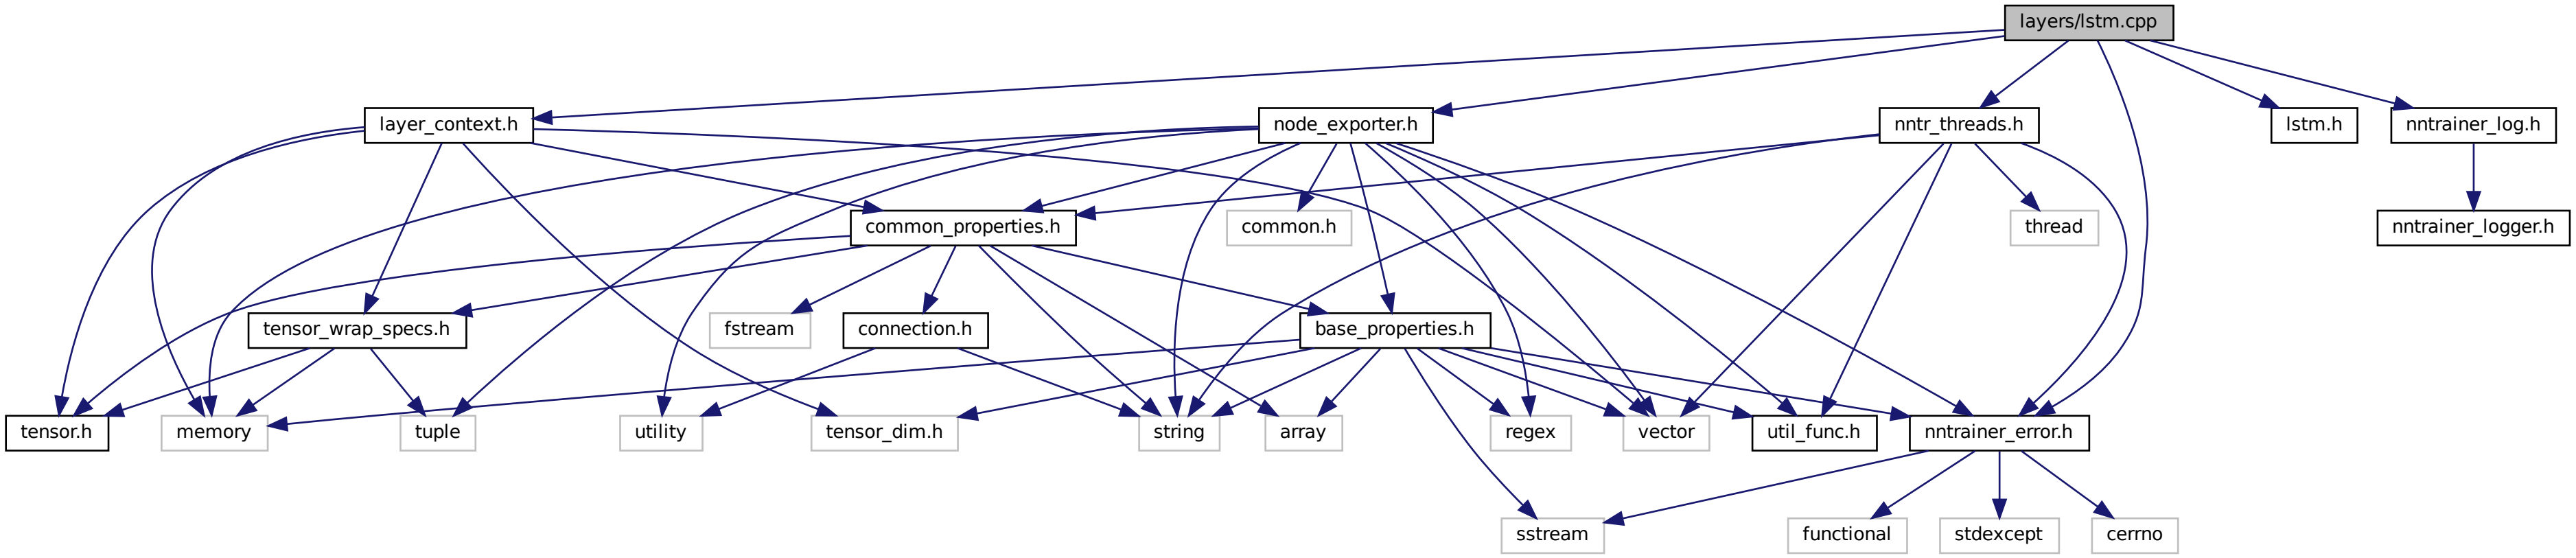 layers/lstm.cpp
layer_context.h
node_exporter.h
nntr_threads.h
lstm.h
nntrainer_log.h
common_properties.h
common.h
thread
nntrainer_logger.h
tensor_wrap_specs.h
fstream
connection.h
base_properties.h
tensor.h
memory
tuple
utility
tensor_dim.h
string
array
regex
vector
util_func.h
nntrainer_error.h
sstream
functional
stdexcept
cerrno